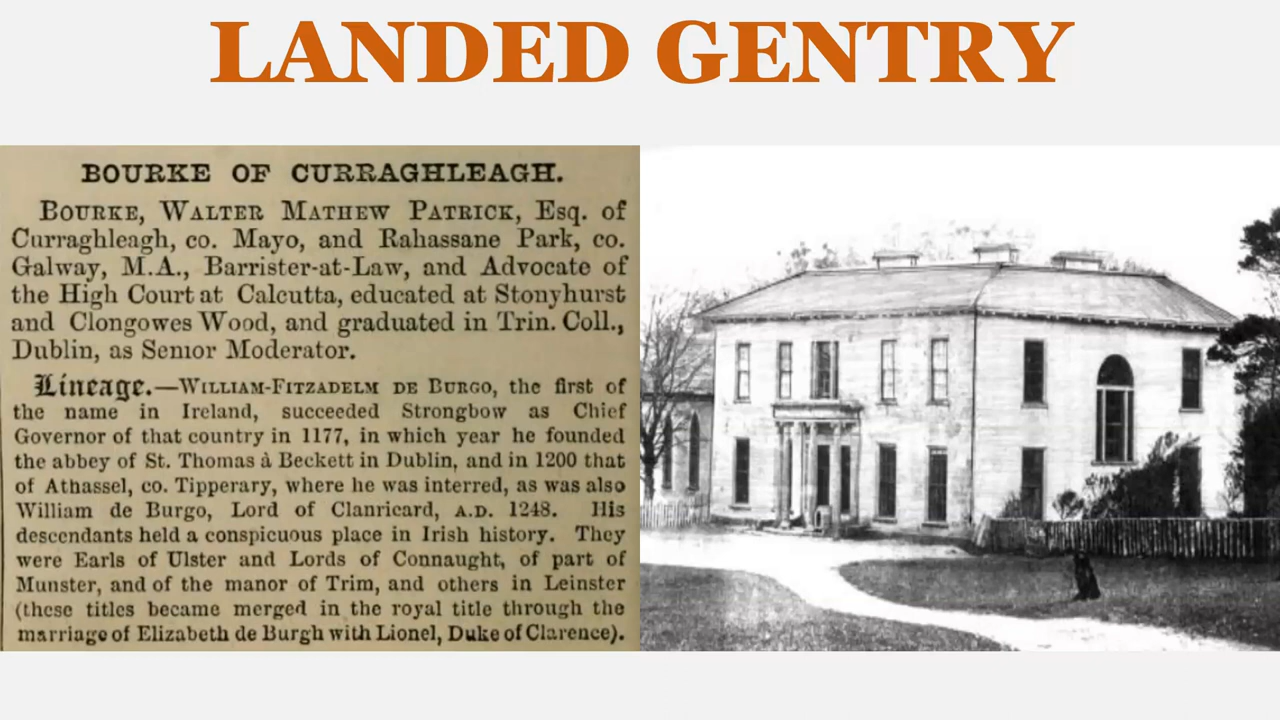 LANDED GENTRY
BOURKE OF CURRAGHLEAGH.
BOURKE, WALTER MATHEW PATRICK, Esq. of
Curraghleagh, co. Mayo, and Rahassane Park, co.
Galway, M.A., Barrister-at-Law, and Advocate of
the High Court at Calcutta, educated at Stonyhurst
and Clongowes Wood, and graduated in Trin. Coll.,
Dublin, as Senior Moderator.
Lineage.—WILLIAM-FITZADELM DE BURGO, the first of
the name in Ireland, succeeded Strongbow as Chief
Governor of that country in 1177, in which year he founded
the abbey of St. Thomas à Beckett in Dublin, and in 1200 that
of Athassel, co. Tipperary, where he was interred, as was also
William de Burgo, Lord of Clanricard, A.D. 1248. His
descendants held a conspicuous place in Irish history. They
were Earls of Ulster and Lords of Connaught, of part of
Munster, and of the manor of Trim, and others in Leinster
(these titles became merged in the royal title through the
marriage of Elizabeth de Burgh with Lionel, Duke of Clarence).